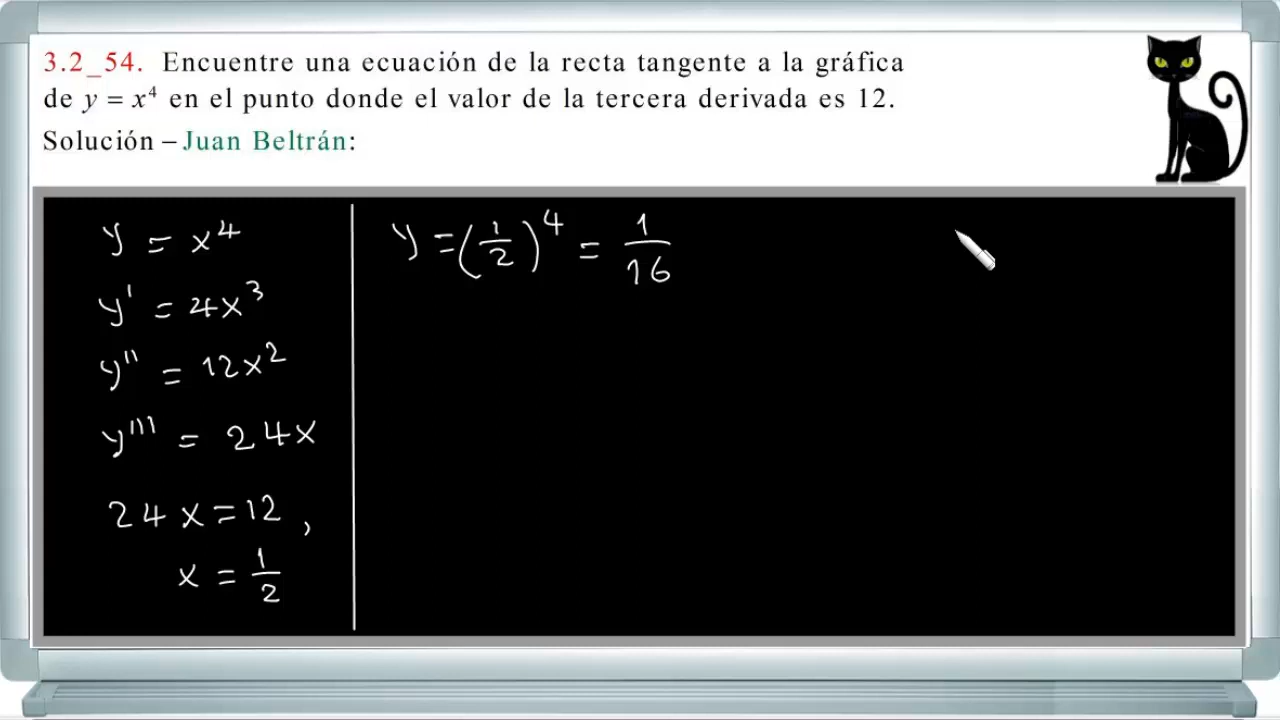 3.2_54. Encuentre una ecuación de la recta tangente a la gráfica
de y = x⁴ en el punto donde el valor de la tercera derivada es 12.
Solución – Juan Beltrán:
y = x⁴
y' = 4x³
y'' = 12x²
y''' = 24x
24x = 12,
x = 1/2
y = (1/2)⁴ = 1/16